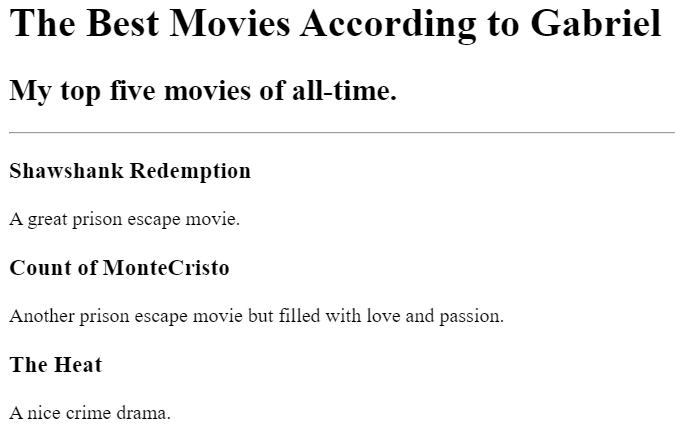 The Best Movies According to Gabriel
My top five movies of all-time.
Shawshank Redemption
A great prison escape movie.
Count of MonteCristo
Another prison escape movie but filled with love and passion.
The Heat
A nice crime drama.